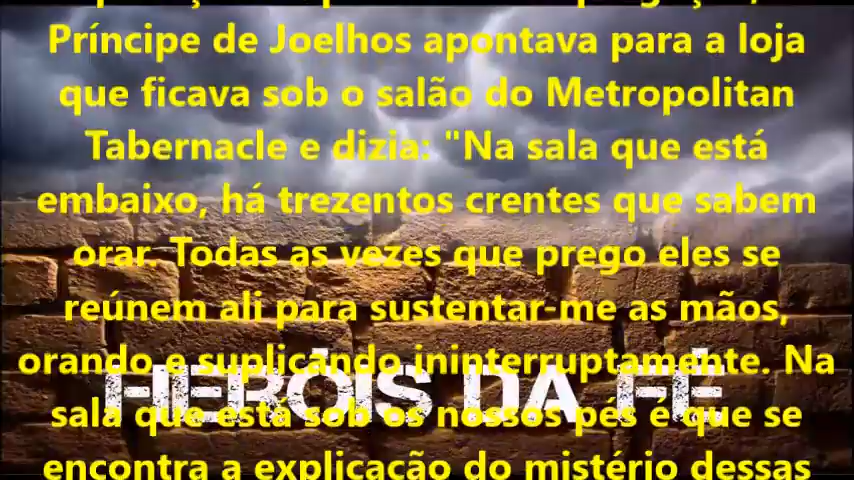 Príncipe de Joelhos apontava para a loja
que ficava sob o salão do Metropolitan
Tabernacle e dizia: "Na sala que está
embaixo, há trezentos crentes que sabem
orar. Todas as vezes que prego eles se
reúnem ali para sustentar-me as mãos,
orando e suplicando ininterruptamente. Na
HERÓIS DA FÉ
sala que está sob os nossos pés é que se
encontra a explicação do mistério dessas